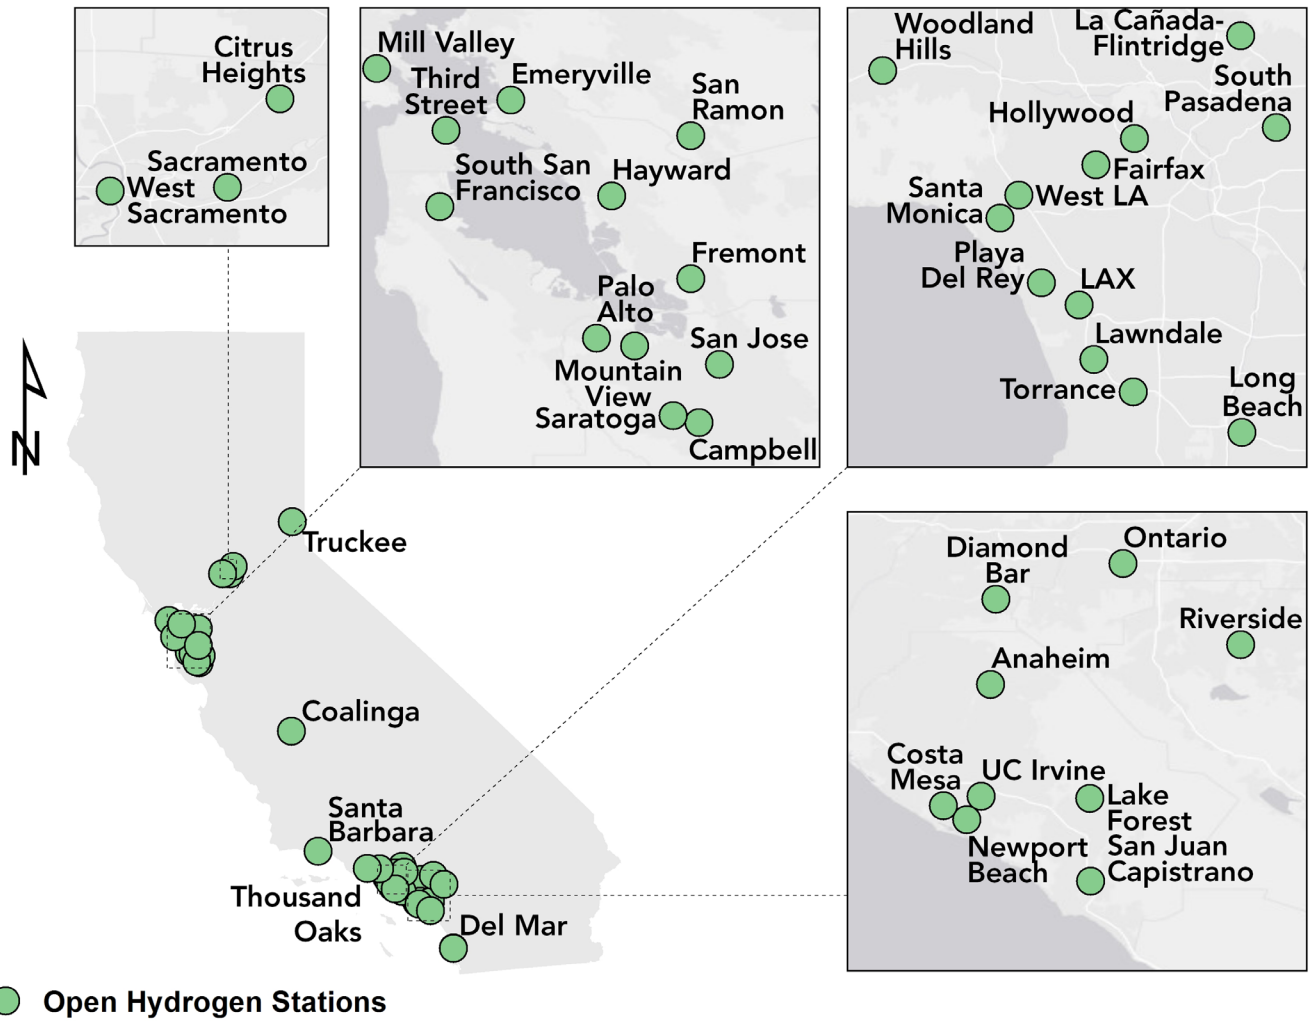 Citrus
Heights
Sacramento
West
Sacramento
Mill Valley
Third
Street
Emeryville
San
Ramon
South San
Francisco
Hayward
Fremont
Palo
Alto
San Jose
Mountain
View
Saratoga
Campbell
Woodland
Hills
La Cañada-
Flintridge
South
Pasadena
Hollywood
Fairfax
Santa
Monica
West LA
Playa
Del Rey
LAX
Lawndale
Torrance
Long
Beach
N
Truckee
Coalinga
Santa
Barbara
Thousand
Oaks
Del Mar
Diamond
Bar
Ontario
Riverside
Anaheim
Costa
Mesa
UC Irvine
Lake
Forest
Newport
Beach
San Juan
Capistrano
Open Hydrogen Stations